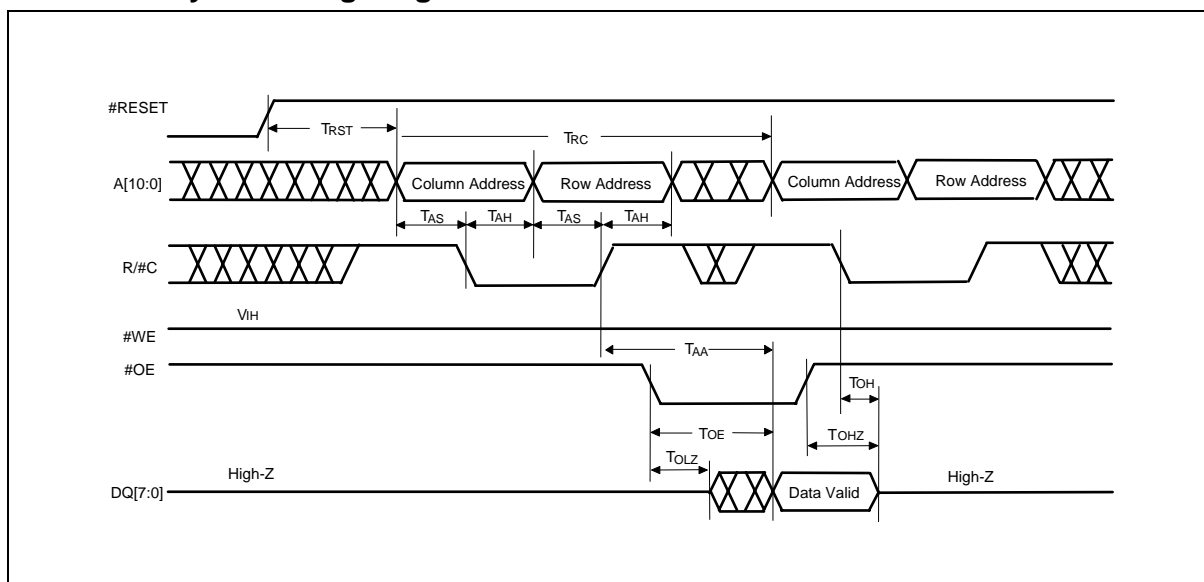 #RESET
TRST
TRC
A[10:0]
Column Address
Row Address
Column Address
Row Address
TAS
TAH
TAS
TAH
R/#C
VIH
#WE
TAA
#OE
TOH
TOE
TOHZ
TOLZ
High-Z
High-Z
DQ[7:0]
Data Valid